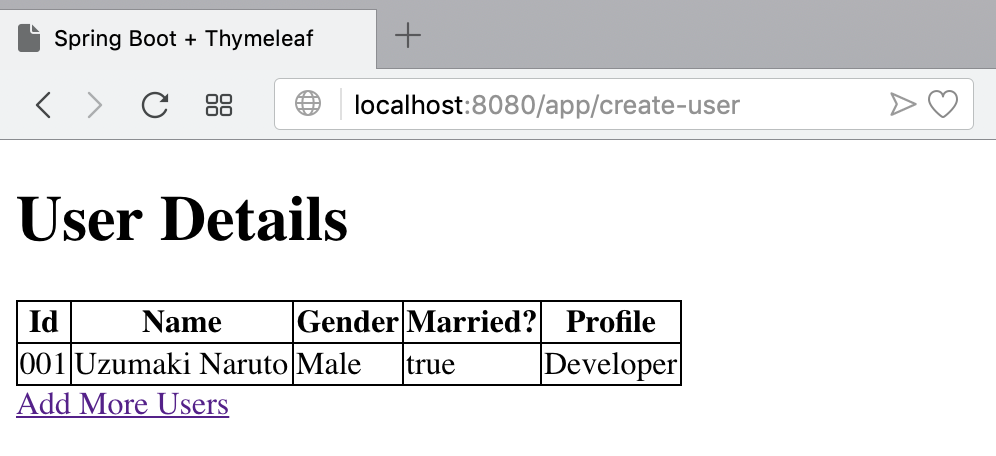 Spring Boot + Thymeleaf
localhost:8080/app/create-user
User Details
Id Name Gender Married? Profile
001 Uzumaki Naruto Male true Developer
Add More Users